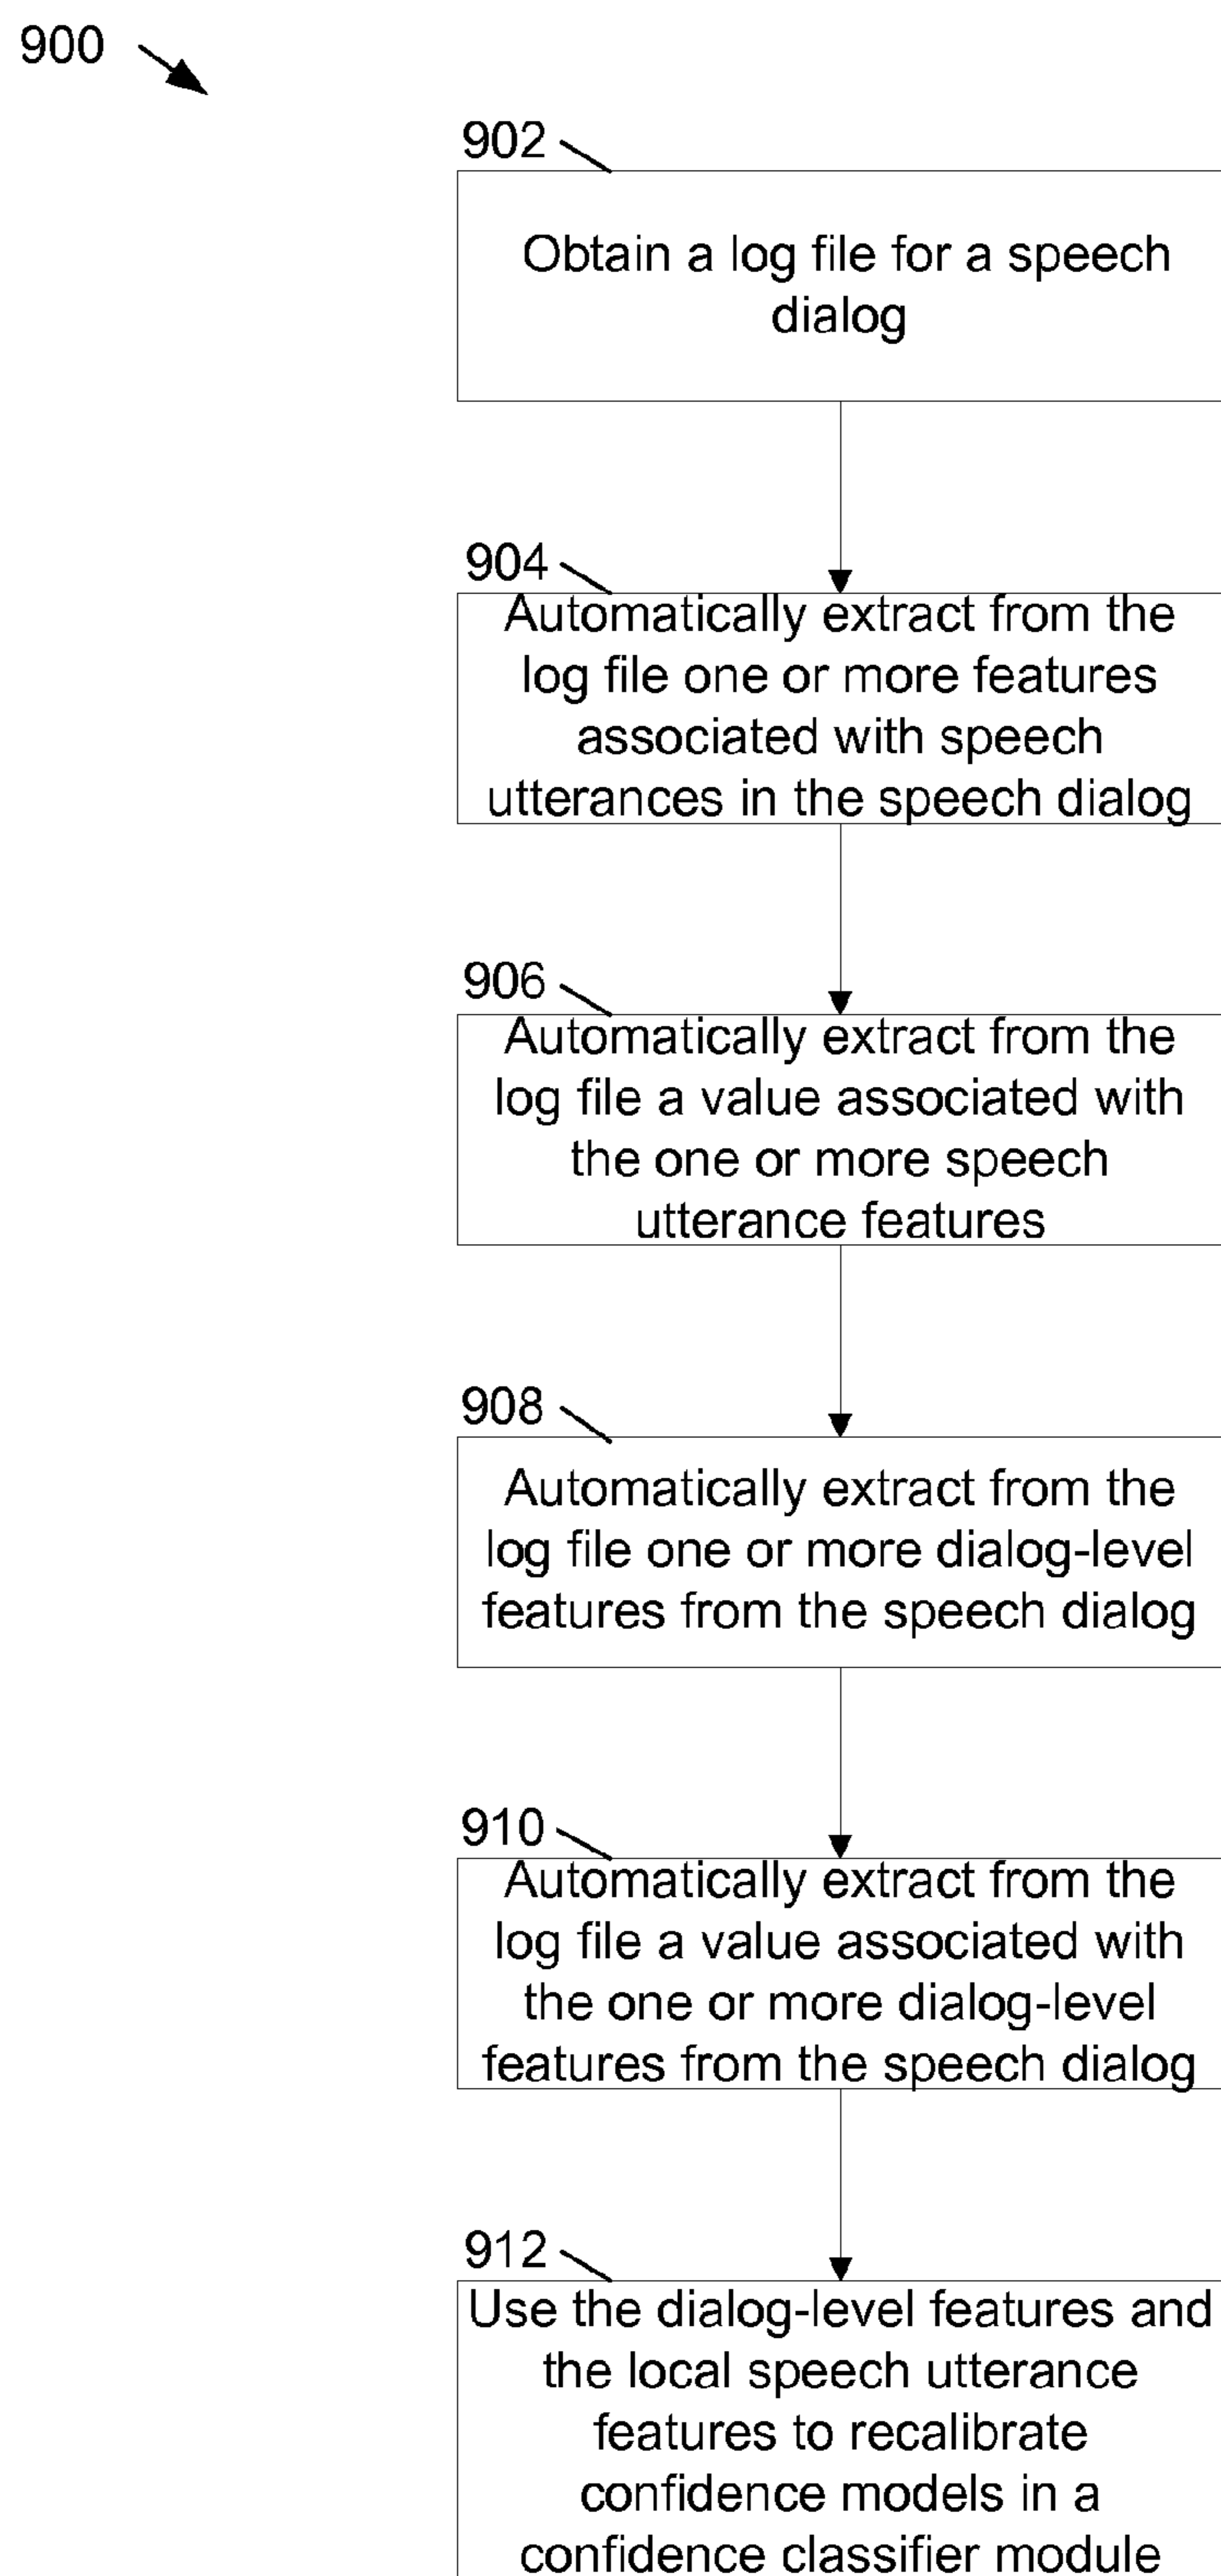 900
902
Obtain a log file for a speech
dialog
904
Automatically extract from the
log file one or more features
associated with speech
utterances in the speech dialog
906
Automatically extract from the
log file a value associated with
the one or more speech
utterance features
908
Automatically extract from the
log file one or more dialog-level
features from the speech dialog
910
Automatically extract from the
log file a value associated with
the one or more dialog-level
features from the speech dialog
912
Use the dialog-level features and
the local speech utterance
features to recalibrate
confidence models in a
confidence classifier module